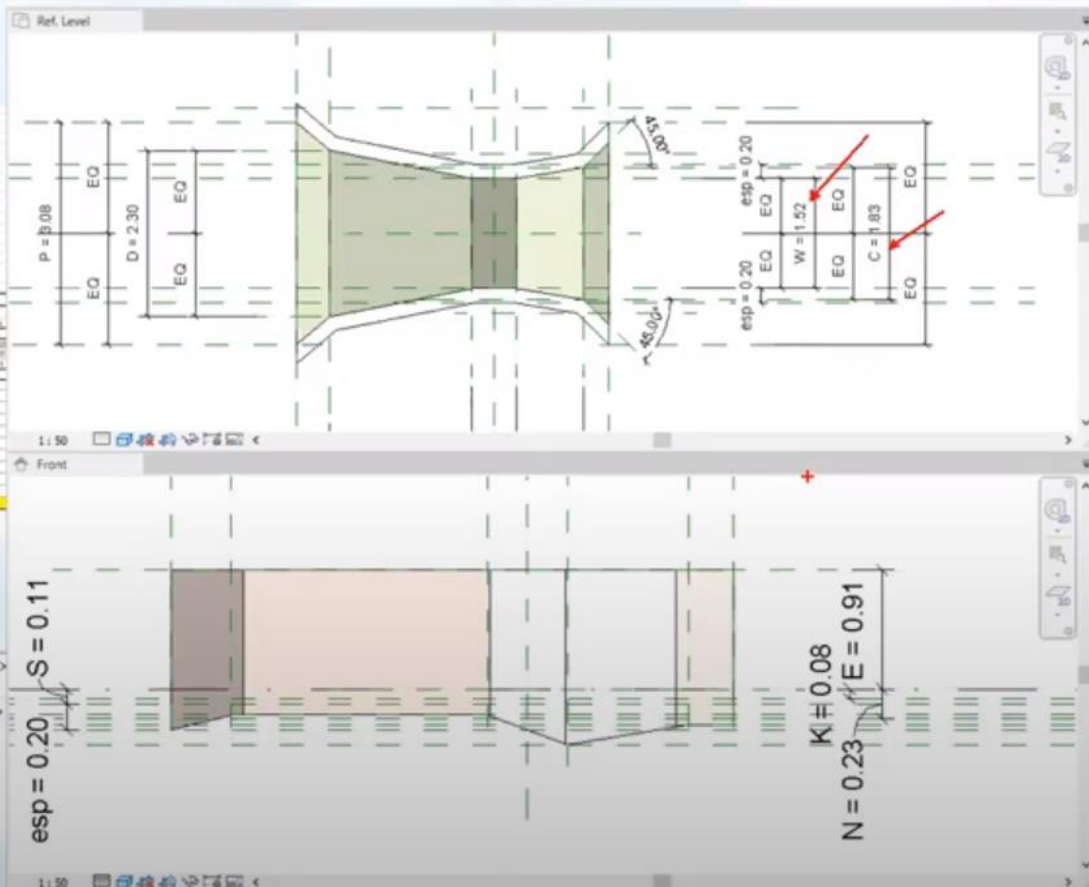 Ref. Level
P = 3.08
EQ
EQ
D = 2.30
EQ
EQ
45.00°
45.00°
esp = 0.20
esp = 0.20
EQ
EQ
W = 1.52
EQ
EQ
C = 1.83
EQ
EQ
1 : 50
Front
S = 0.11
esp = 0.20
K = 0.08
E = 0.91
N = 0.23
1 : 50